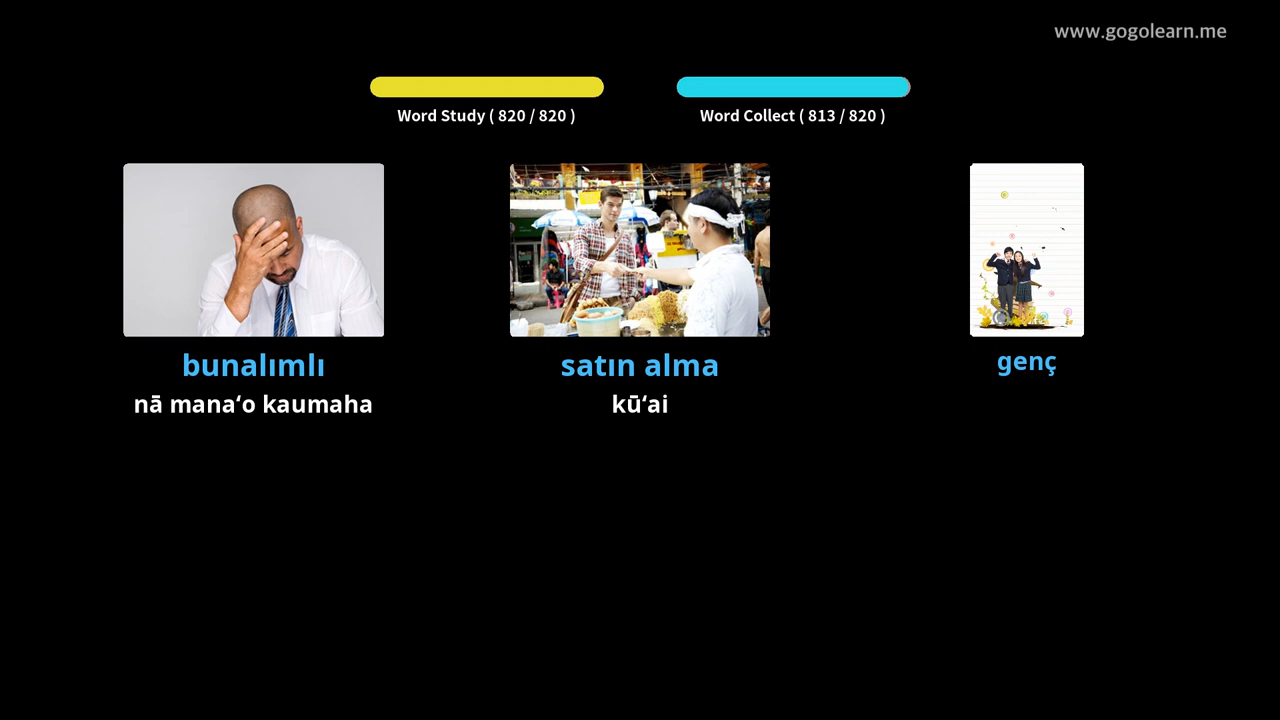 www.gogolearn.me
Word Study ( 820 / 820 )
Word Collect ( 813 / 820 )
bunalımlı
satın alma
genç
nā manaʻo kaumaha
kūʻai